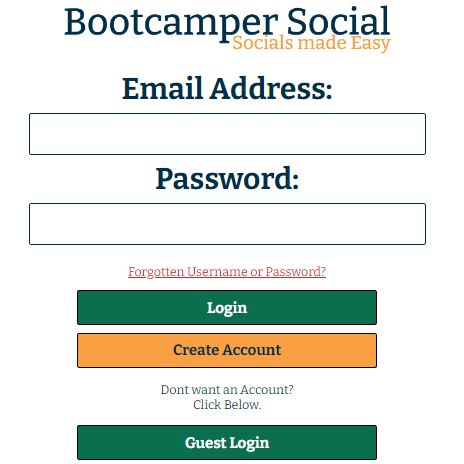 Bootcamper Social
Socials made Easy
Email Address:
Password:
Forgotten Username or Password?
Login
Create Account
Dont want an Account?
Click Below.
Guest Login